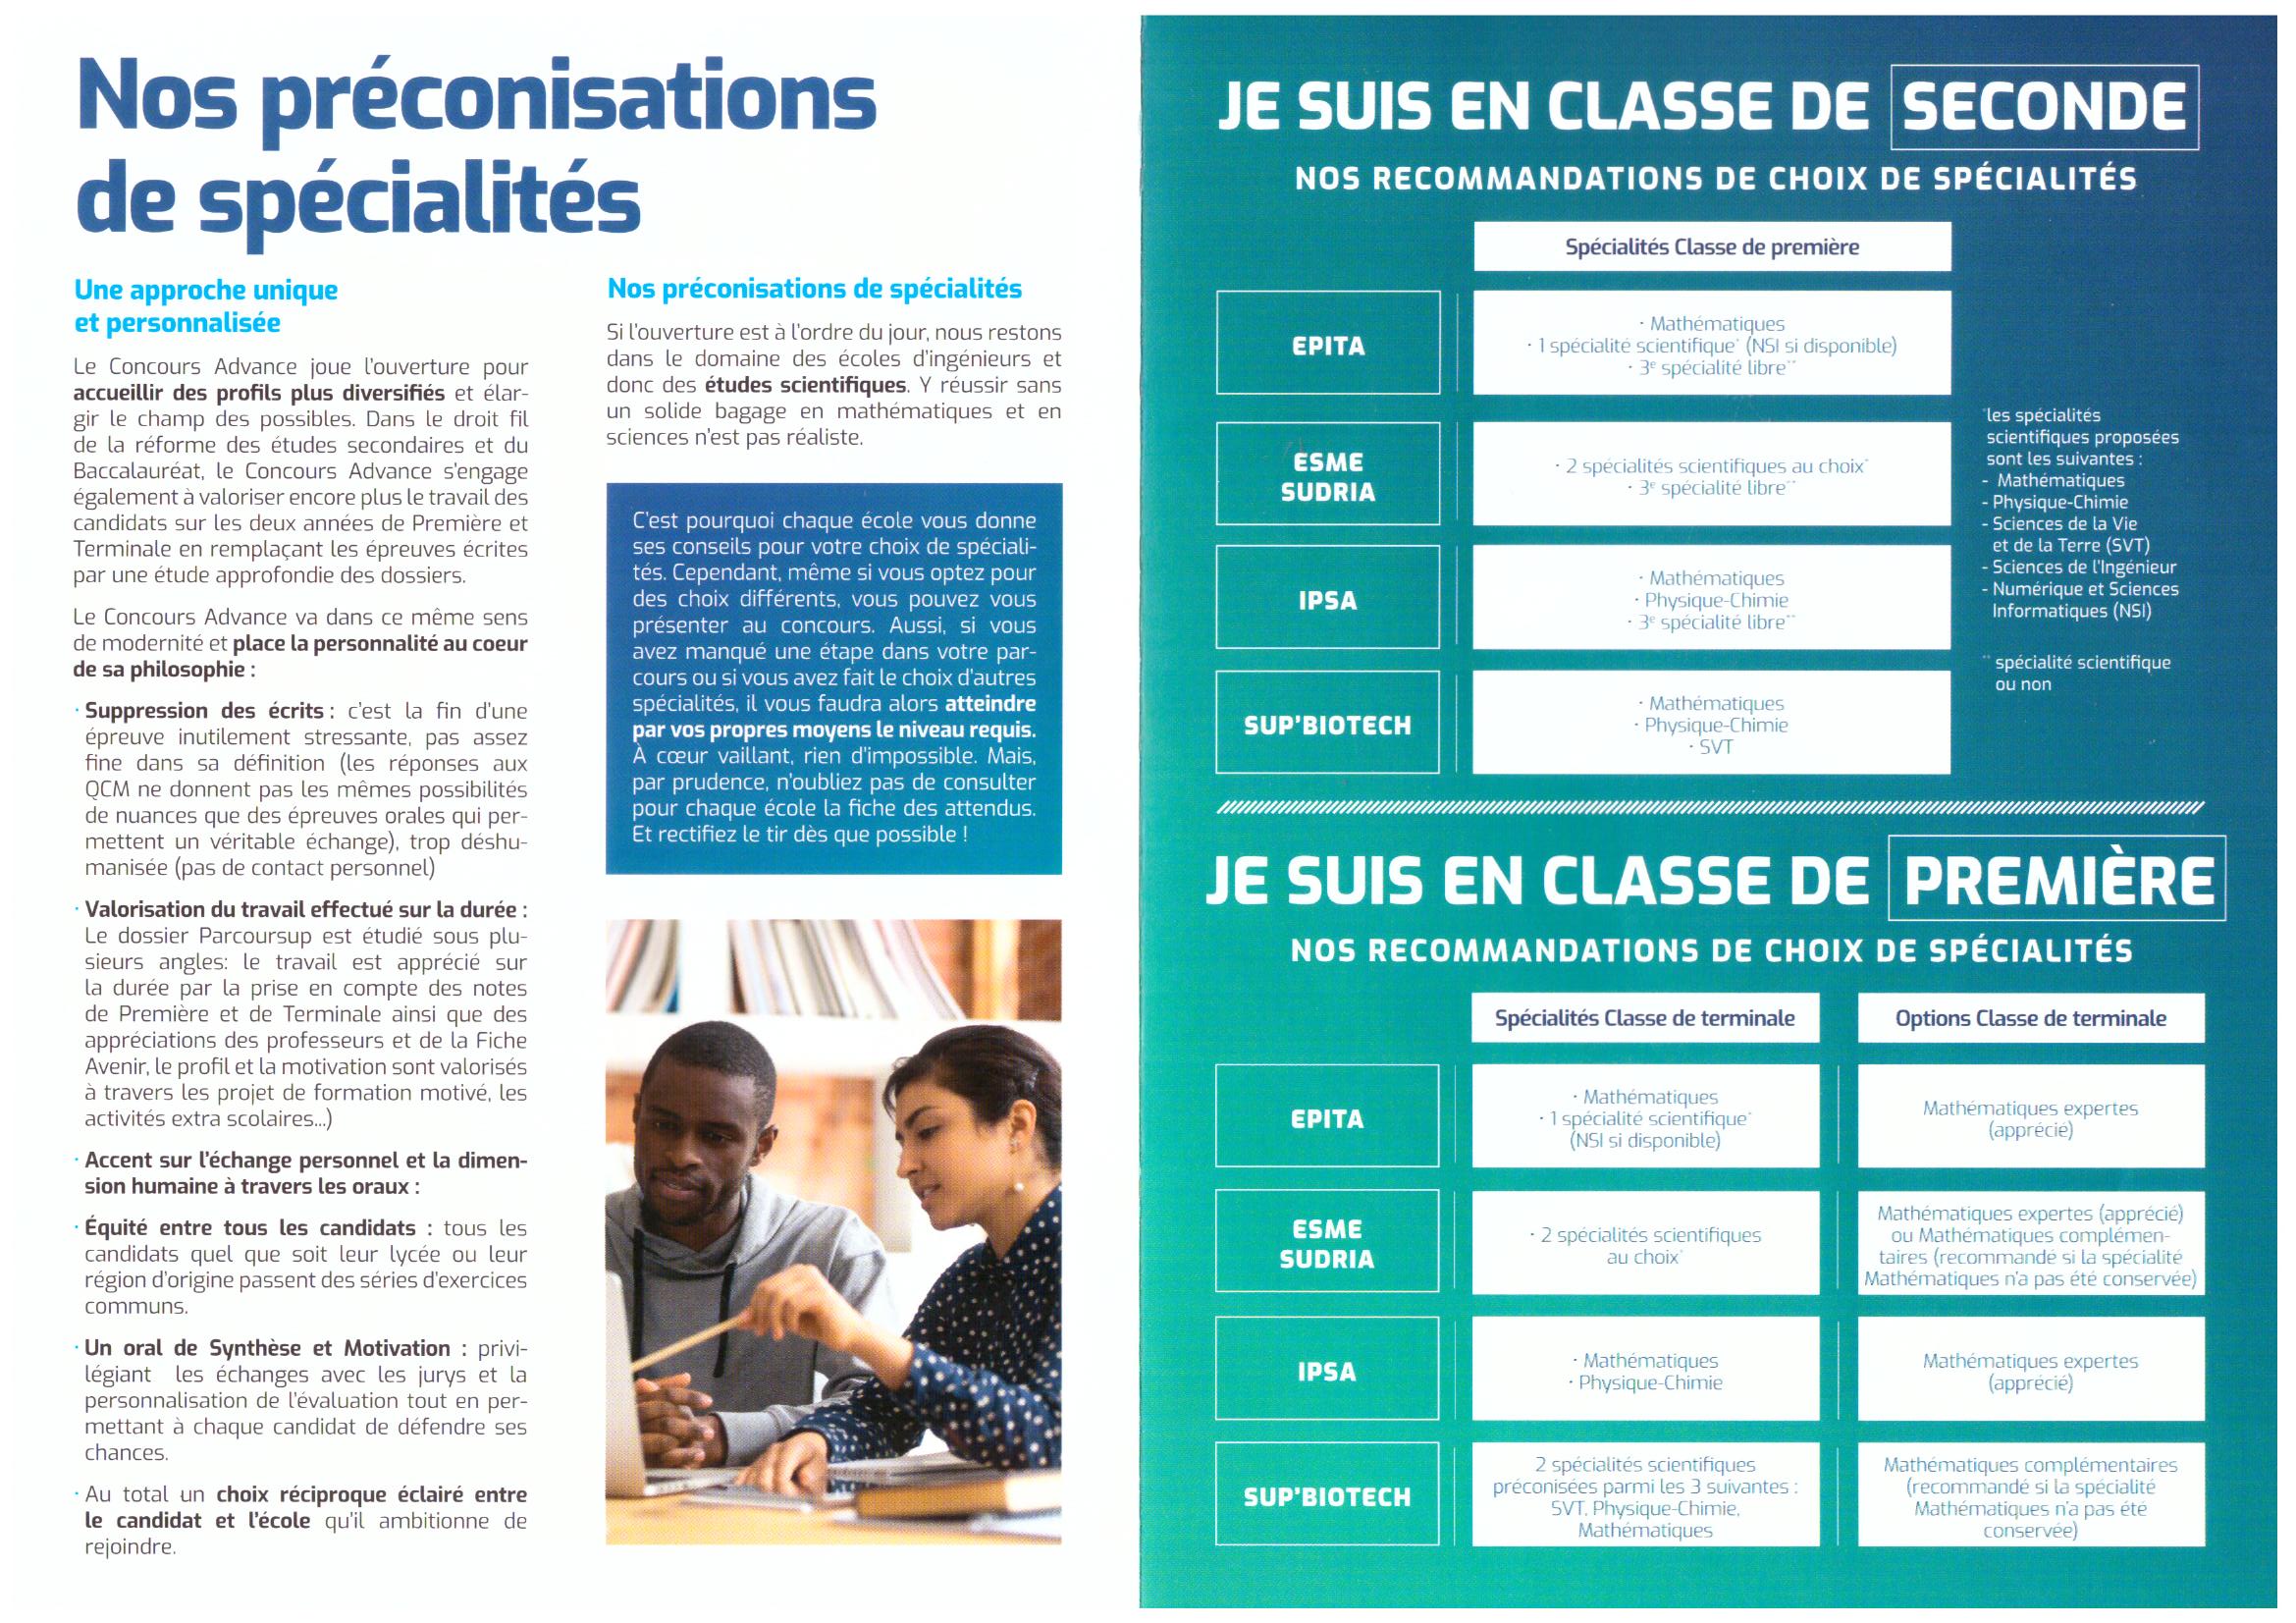 Nos préconisations
de spécialités
Une approche unique
et personnalisée
Le Concours Advance joue l'ouverture pour
accueillir des profils plus diversifiés et élar-
gir le champ des possibles. Dans le droit fil
de la réforme des études secondaires et du
Baccalauréat, le Concours Advance s'engage
également à valoriser encore plus le travail des
candidats sur les deux années de Première et
Terminale en remplaçant les épreuves écrites
par une étude approfondie des dossiers.
Le Concours Advance va dans ce même sens
de modernité et place la personnalité au coeur
de sa philosophie :
· Suppression des écrits : c'est la fin d'une
épreuve inutilement stressante, pas assez
fine dans sa définition (les réponses aux
QCM ne donnent pas les mêmes possibilités
de nuances que des épreuves orales qui per-
mettent un véritable échange), trop déshu-
manisée (pas de contact personnel)
· Valorisation du travail effectué sur la durée :
Le dossier Parcoursup est étudié sous plu-
sieurs angles: le travail est apprécié sur
la durée par la prise en compte des notes
de Première et de Terminale ainsi que des
appréciations des professeurs et de la Fiche
Avenir, le profil et la motivation sont valorisés
à travers les projet de formation motivé, les
activités extra scolaires...)
· Accent sur l'échange personnel et la dimen-
sion humaine à travers les oraux :
· Équité entre tous les candidats : tous les
candidats quel que soit leur lycée ou leur
région d'origine passent des séries d'exercices
communs.
· Un oral de Synthèse et Motivation : privi-
légiant les échanges avec les jurys et la
personnalisation de l'évaluation tout en per-
mettant à chaque candidat de défendre ses
chances.
· Au total un choix réciproque éclairé entre
le candidat et l'école qu'il ambitionne de
rejoindre.
Nos préconisations de spécialités
Si l'ouverture est à l'ordre du jour, nous restons
dans le domaine des écoles d'ingénieurs et
donc des études scientifiques. Y réussir sans
un solide bagage en mathématiques et en
sciences n'est pas réaliste.
C'est pourquoi chaque école vous donne
ses conseils pour votre choix de spéciali-
tés. Cependant, même si vous optez pour
des choix différents, vous pouvez vous
présenter au concours. Aussi, si vous
avez manqué une étape dans votre par-
cours ou si vous avez fait le choix d'autres
spécialités, il vous faudra alors atteindre
par vos propres moyens le niveau requis.
À cœur vaillant, rien d'impossible. Mais,
par prudence, n'oubliez pas de consulter
pour chaque école la fiche des attendus.
Et rectifiez le tir dès que possible !
JE SUIS EN CLASSE DE SECONDE
NOS RECOMMANDATIONS DE CHOIX DE SPÉCIALITÉS
Spécialités Classe de première
EPITA
· Mathématiques
· 1 spécialité scientifique* (NSI si disponible)
· 3e spécialité libre**
ESME
SUDRIA
· 2 spécialités scientifiques au choix*
· 3e spécialité libre**
IPSA
· Mathématiques
· Physique-Chimie
· 3e spécialité libre**
SUP'BIOTECH
· Mathématiques
· Physique-Chimie
· SVT
*les spécialités
scientifiques proposées
sont les suivantes :
- Mathématiques
- Physique-Chimie
- Sciences de la Vie
et de la Terre (SVT)
- Sciences de l'Ingénieur
- Numérique et Sciences
Informatiques (NSI)
** spécialité scientifique
ou non
JE SUIS EN CLASSE DE PREMIÈRE
NOS RECOMMANDATIONS DE CHOIX DE SPÉCIALITÉS
Spécialités Classe de terminale
Options Classe de terminale
EPITA
· Mathématiques
· 1 spécialité scientifique*
(NSI si disponible)
Mathématiques expertes
(apprécié)
ESME
SUDRIA
· 2 spécialités scientifiques
au choix*
Mathématiques expertes (apprécié)
ou Mathématiques complémen-
taires (recommandé si la spécialité
Mathématiques n'a pas été conservée)
IPSA
· Mathématiques
· Physique-Chimie
Mathématiques expertes
(apprécié)
SUP'BIOTECH
2 spécialités scientifiques
préconisées parmi les 3 suivantes :
SVT, Physique-Chimie,
Mathématiques
Mathématiques complémentaires
(recommandé si la spécialité
Mathématiques n'a pas été
conservée)